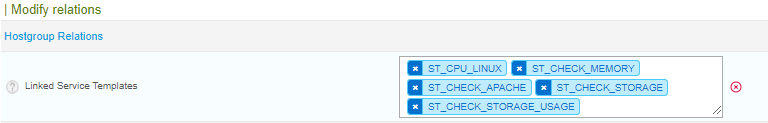 | Modify relations
Hostgroup Relations
Linked Service Templates
ST_CPU_LINUX ST_CHECK_MEMORY
ST_CHECK_APACHE ST_CHECK_STORAGE
ST_CHECK_STORAGE_USAGE